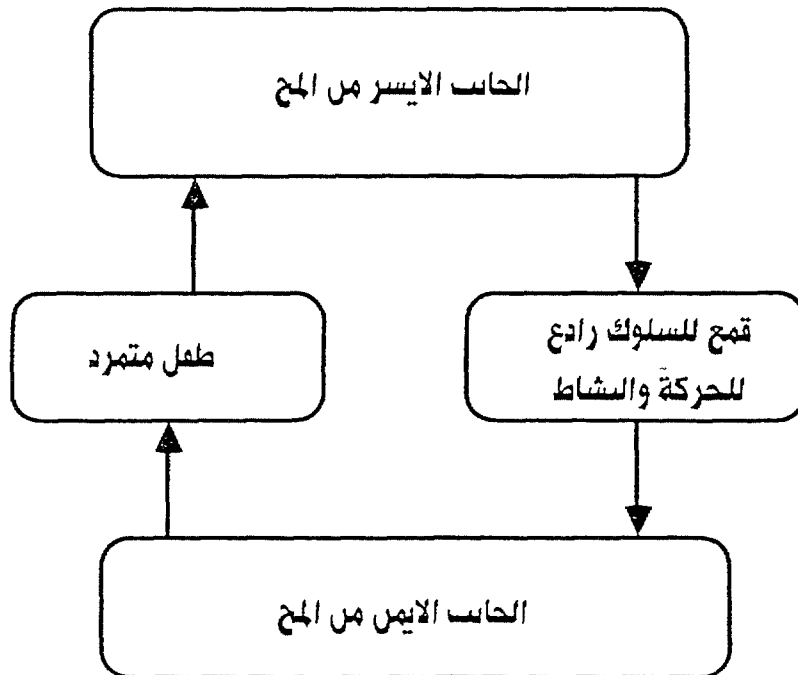 الجانب الايسر من المخ
قمع للسلوك رادع
للحركة والنشاط
طفل متمرد
الجانب الايمن من المخ